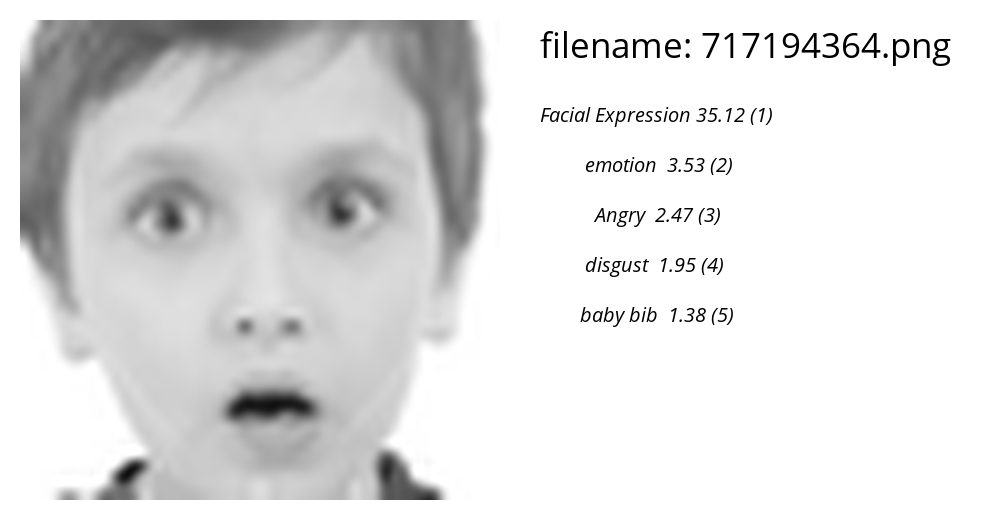 filename: 717194364.png
Facial Expression 35.12 (1)
emotion 3.53 (2)
Angry 2.47 (3)
disgust 1.95 (4)
baby bib 1.38 (5)